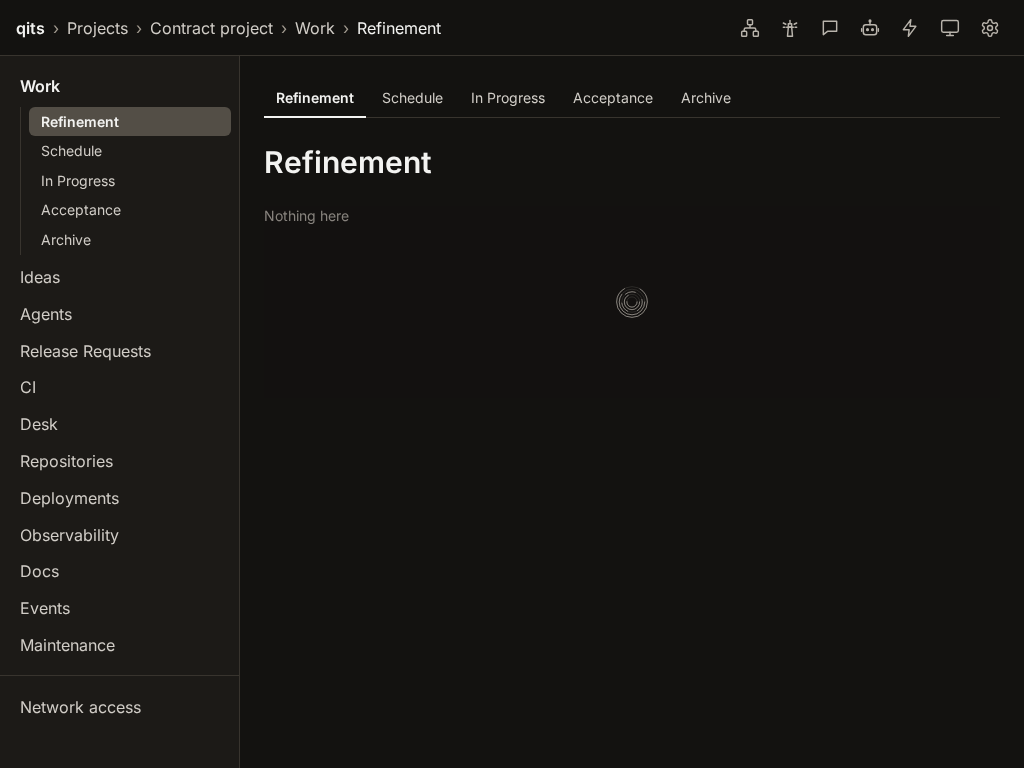 qits › Projects › Contract project › Work › Refinement
Work
Refinement
Schedule
In Progress
Acceptance
Archive
Ideas
Agents
Release Requests
CI
Desk
Repositories
Deployments
Observability
Docs
Events
Maintenance
Network access
Refinement Schedule In Progress Acceptance Archive
Refinement
Nothing here